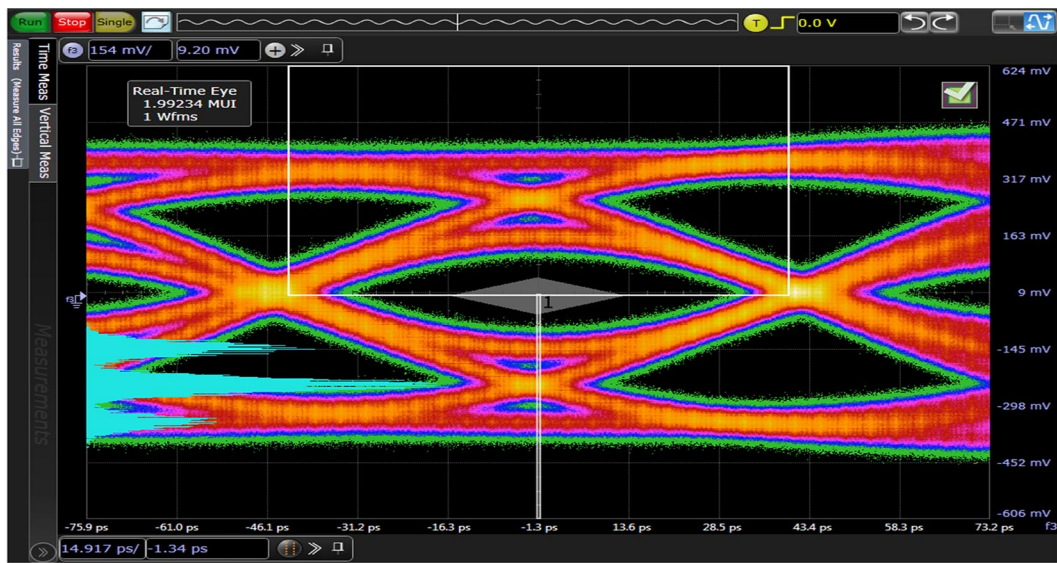 Run Stop Single T 0.0 V
f3 154 mV/ 9.20 mV
Results (Measure All Edges)
Time Meas Vertical Meas
Measurements
Real-Time Eye
1.99234 MUI
1 Wfms
624 mV
471 mV
317 mV
163 mV
9 mV
-145 mV
-298 mV
-452 mV
-606 mV
f3
1
-75.9 ps -61.0 ps -46.1 ps -31.2 ps -16.3 ps -1.3 ps 13.6 ps 28.5 ps 43.4 ps 58.3 ps 73.2 ps f3
14.917 ps/ -1.34 ps